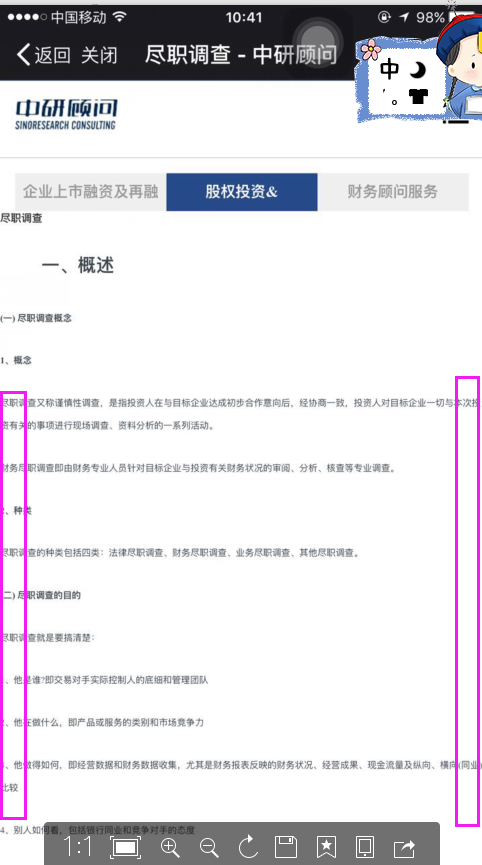 中国移动 10:41 98%
返回 关闭 尽职调查 - 中研顾问
中
中研顾问
SINORESEARCH CONSULTING
企业上市融资及再融 股权投资& 财务顾问服务
尽职调查
一、概述
(一) 尽职调查概念
1、概念
尽职调查又称谨慎性调查，是指投资人在与目标企业达成初步合作意向后，经协商一致，投资人对目标企业一切与本次投
资有关的事项进行现场调查、资料分析的一系列活动。
财务尽职调查即由财务专业人员针对目标企业与投资有关财务状况的审阅、分析、核查等专业调查。
2、种类
尽职调查的种类包括四类：法律尽职调查、财务尽职调查、业务尽职调查、其他尽职调查。
(二) 尽职调查的目的
尽职调查就是要搞清楚：
1、他是谁?即交易对手实际控制人的底细和管理团队
2、他在做什么，即产品或服务的类别和市场竞争力
3、他做得如何，即经营数据和财务数据收集，尤其是财务报表反映的财务状况、经营成果、现金流量及纵向、横向(同业)
比较
4、别人如何看，包括银行同业和竞争对手的态度
1:1